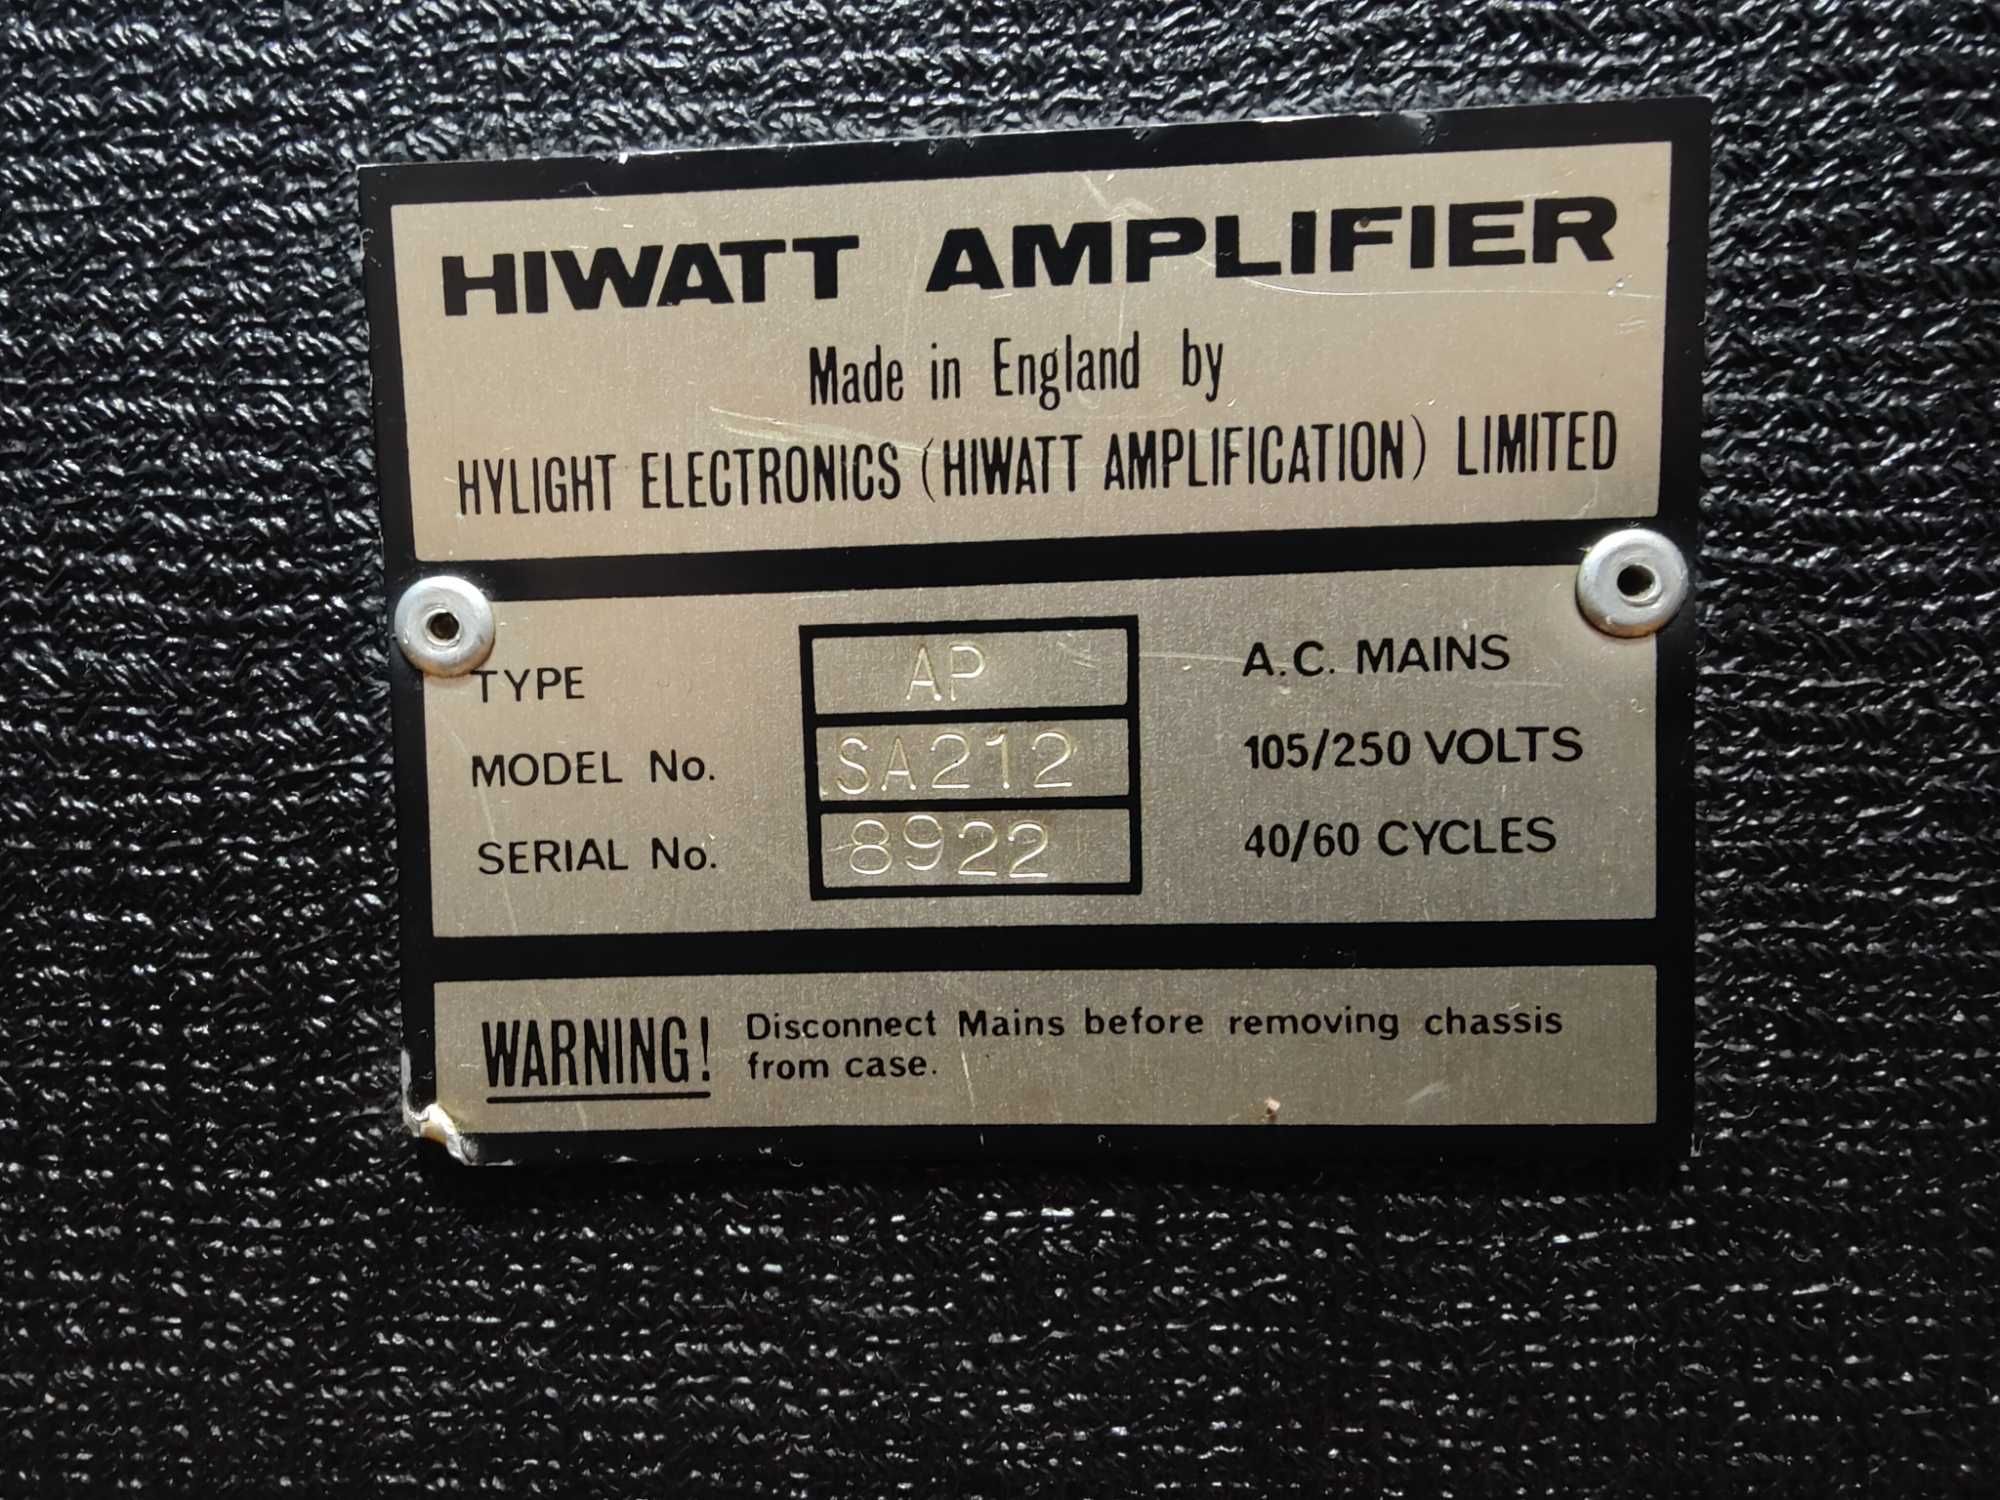 HIWATT AMPLIFIER
Made in England by
HYLIGHT ELECTRONICS (HIWATT AMPLIFICATION) LIMITED
TYPE AP
MODEL No. SA212
SERIAL No. 8922
A.C. MAINS
105/250 VOLTS
40/60 CYCLES
WARNING! Disconnect Mains before removing chassis
from case.